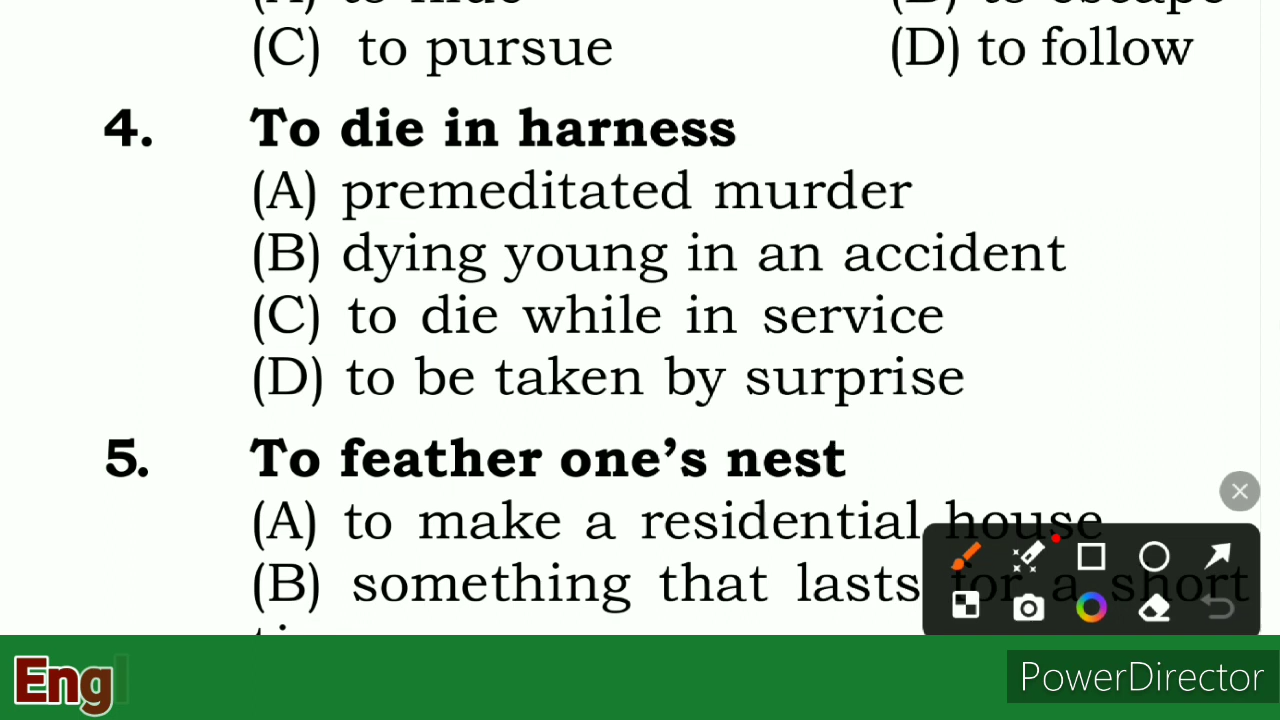 (C) to pursue (D) to follow
4. To die in harness
(A) premeditated murder
(B) dying young in an accident
(C) to die while in service
(D) to be taken by surprise
5. To feather one's nest
(A) to make a residential house
(B) something that lasts for a short
Eng
PowerDirector